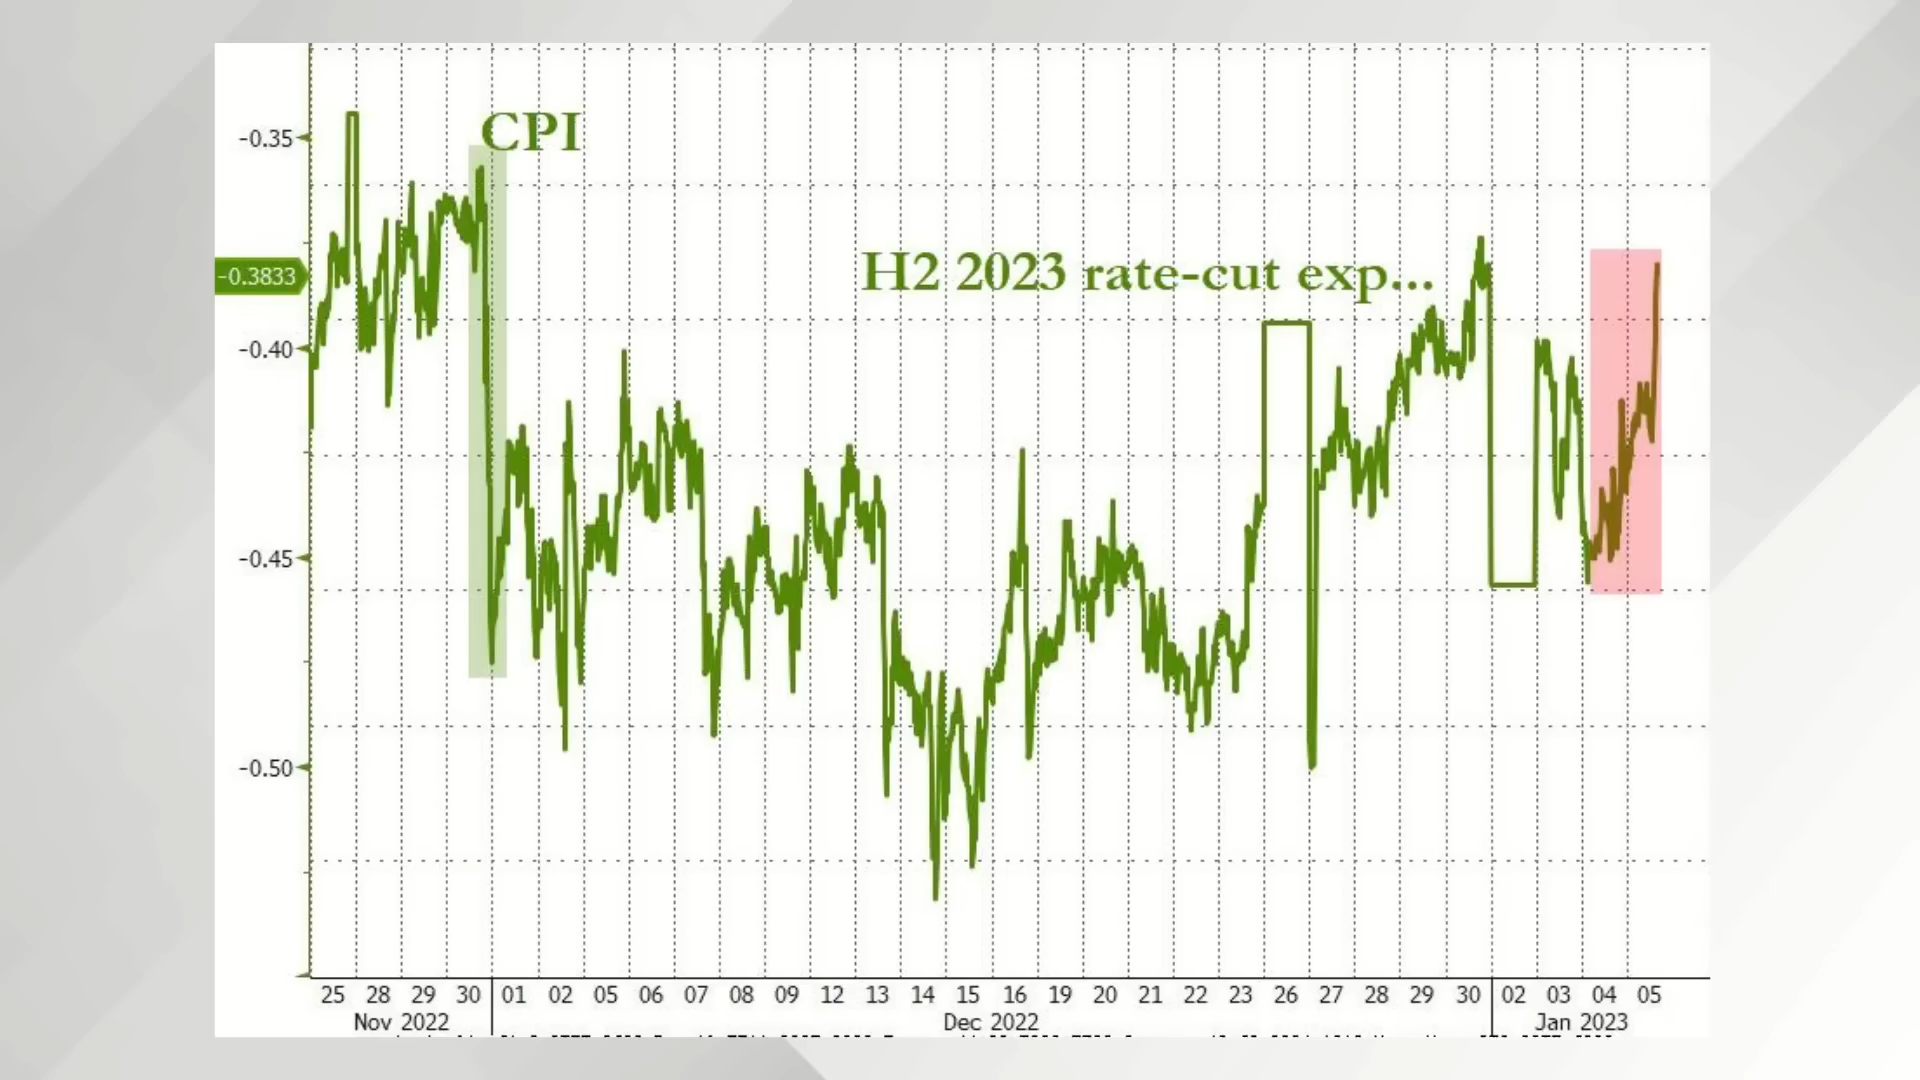 CPI
H2 2023 rate-cut exp...
-0.35
-0.3833
-0.40
-0.45
-0.50
25 28 29 30 01 02 05 06 07 08 09 12 13 14 15 16 19 20 21 22 23 26 27 28 29 30 02 03 04 05
Nov 2022 Dec 2022 Jan 2023